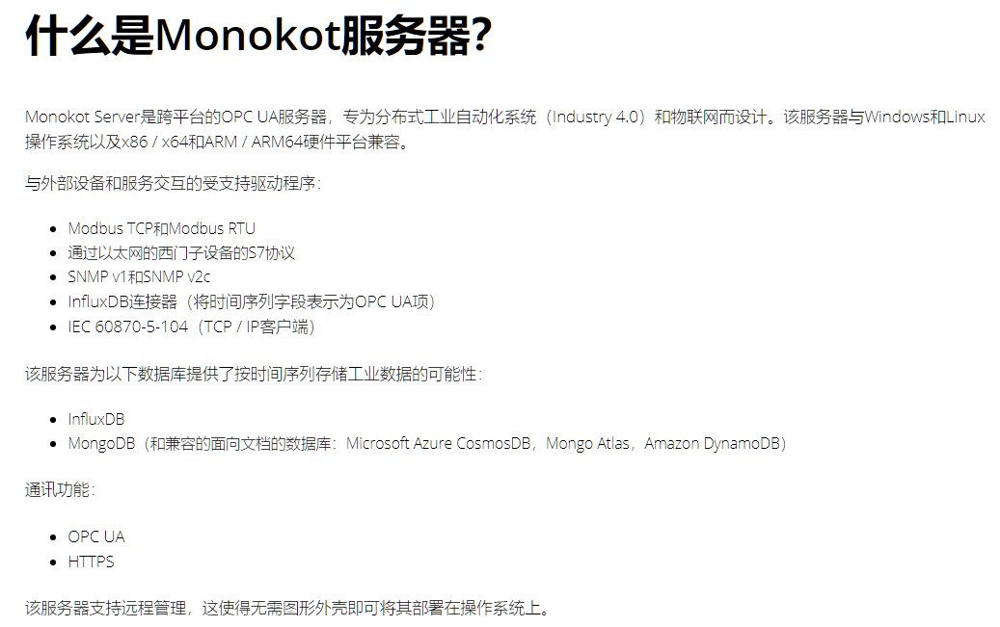 什么是Monokot服务器？
Monokot Server是跨平台的OPC UA服务器，专为分布式工业自动化系统（Industry 4.0）和物联网而设计。该服务器与Windows和Linux
操作系统以及x86 / x64和ARM / ARM64硬件平台兼容。
与外部设备和服务交互的受支持驱动程序：
• Modbus TCP和Modbus RTU
• 通过以太网的西门子设备的S7协议
• SNMP v1和SNMP v2c
• InfluxDB连接器（将时间序列字段表示为OPC UA项）
• IEC 60870-5-104（TCP / IP客户端）
该服务器为以下数据库提供了按时间序列存储工业数据的可能性：
• InfluxDB
• MongoDB（和兼容的面向文档的数据库：Microsoft Azure CosmosDB，Mongo Atlas，Amazon DynamoDB）
通讯功能：
• OPC UA
• HTTPS
该服务器支持远程管理，这使得无需图形外壳即可将其部署在操作系统上。